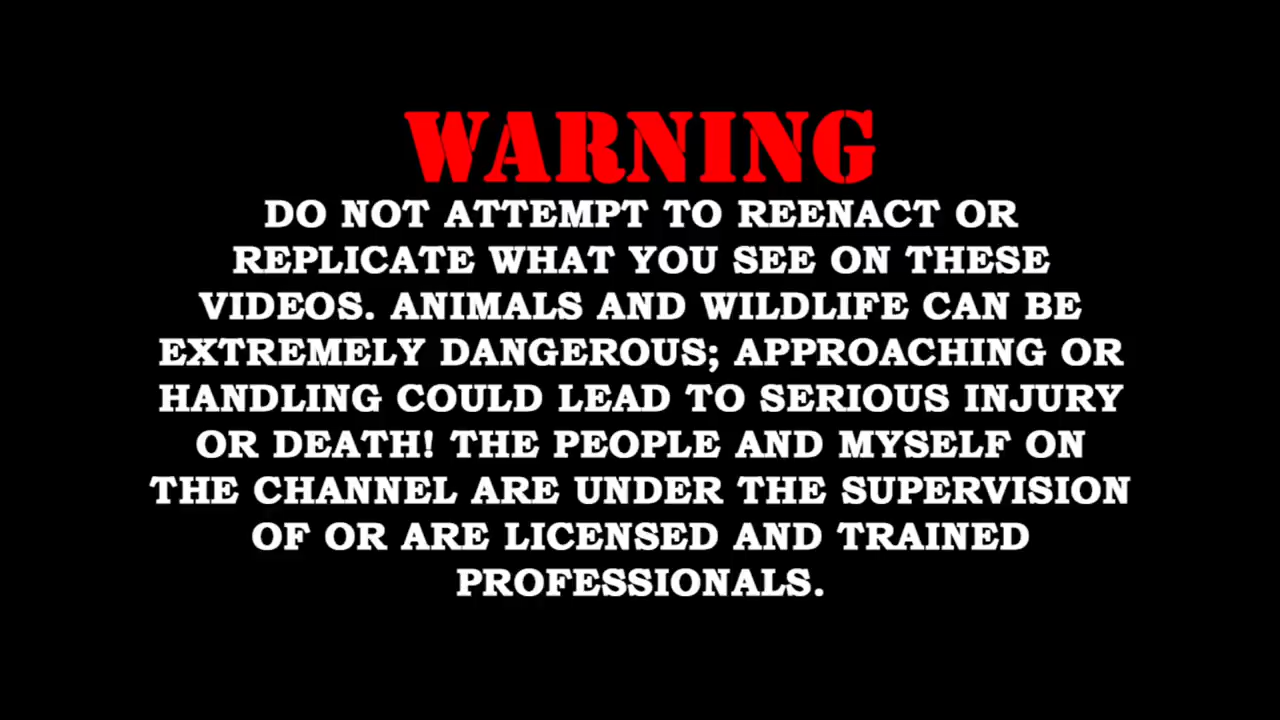 WARNING
DO NOT ATTEMPT TO REENACT OR
REPLICATE WHAT YOU SEE ON THESE
VIDEOS. ANIMALS AND WILDLIFE CAN BE
EXTREMELY DANGEROUS; APPROACHING OR
HANDLING COULD LEAD TO SERIOUS INJURY
OR DEATH! THE PEOPLE AND MYSELF ON
THE CHANNEL ARE UNDER THE SUPERVISION
OF OR ARE LICENSED AND TRAINED
PROFESSIONALS.